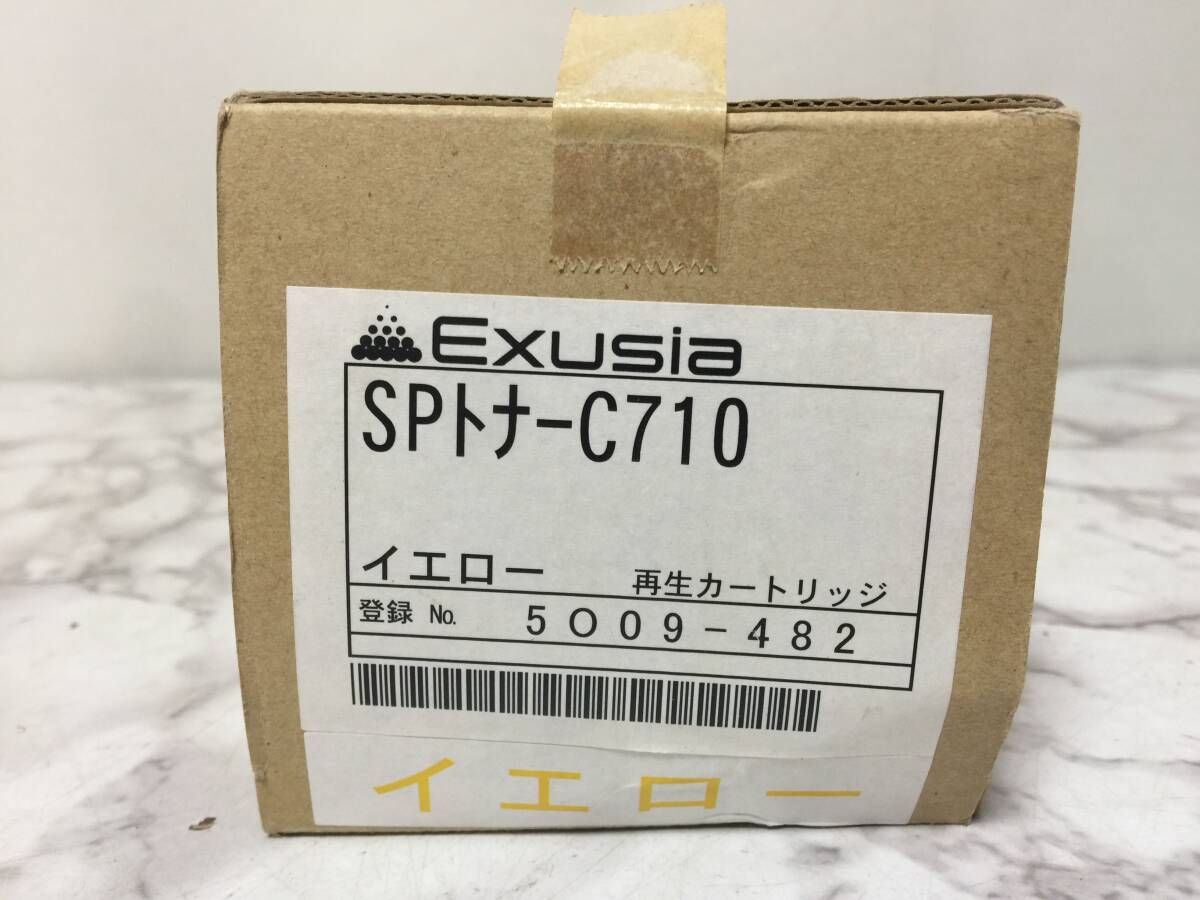 Exusia
SPﾄﾅｰC710
イエロー 再生カートリッジ
登録 No. 5O09-482
イエロー